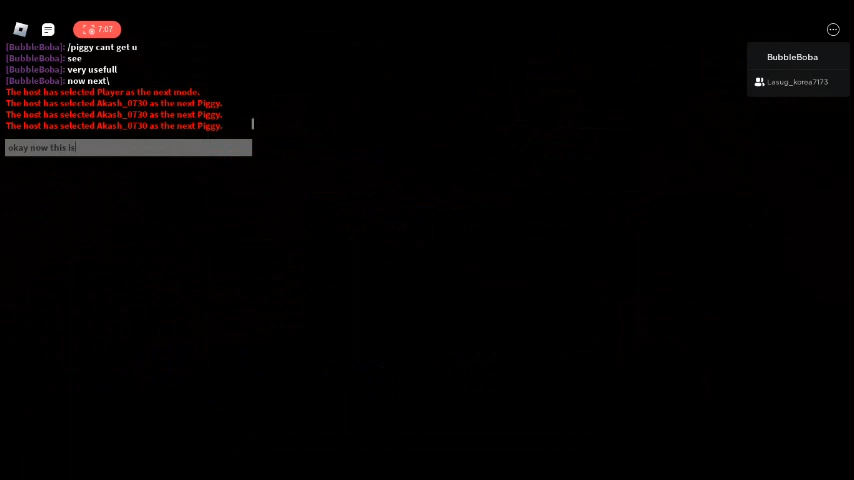 7:07
[BubbleBoba]: /piggy cant get u
[BubbleBoba]: see
[BubbleBoba]: very usefull
[BubbleBoba]: now next\
The host has selected Player as the next mode.
The host has selected Akash_0730 as the next Piggy.
The host has selected Akash_0730 as the next Piggy.
The host has selected Akash_0730 as the next Piggy.
okay now this is
BubbleBoba
Lasug_korea7173